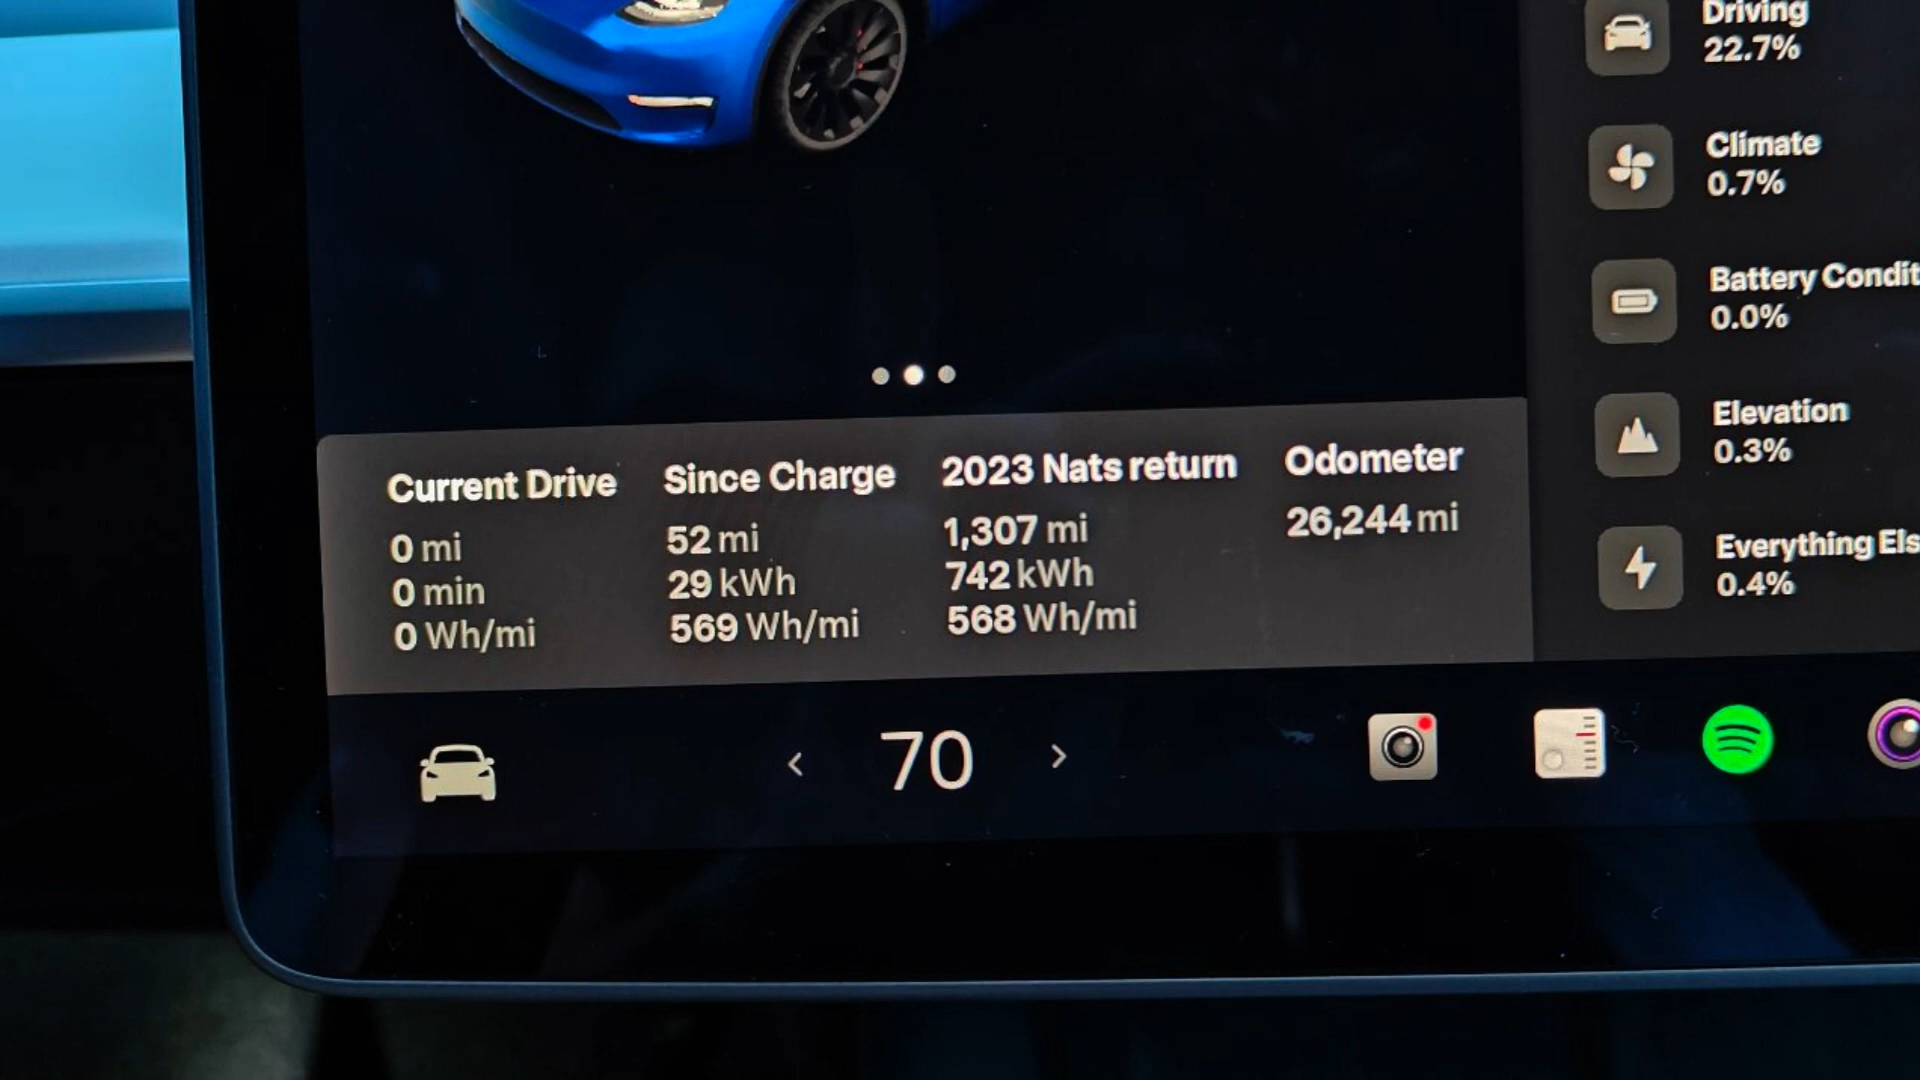 Driving
22.7%
Climate
0.7%
Battery Condit
0.0%
Elevation
0.3%
Everything Els
0.4%
Current Drive
0 mi
0 min
0 Wh/mi
Since Charge
52 mi
29 kWh
569 Wh/mi
2023 Nats return
1,307 mi
742 kWh
568 Wh/mi
Odometer
26,244 mi
70